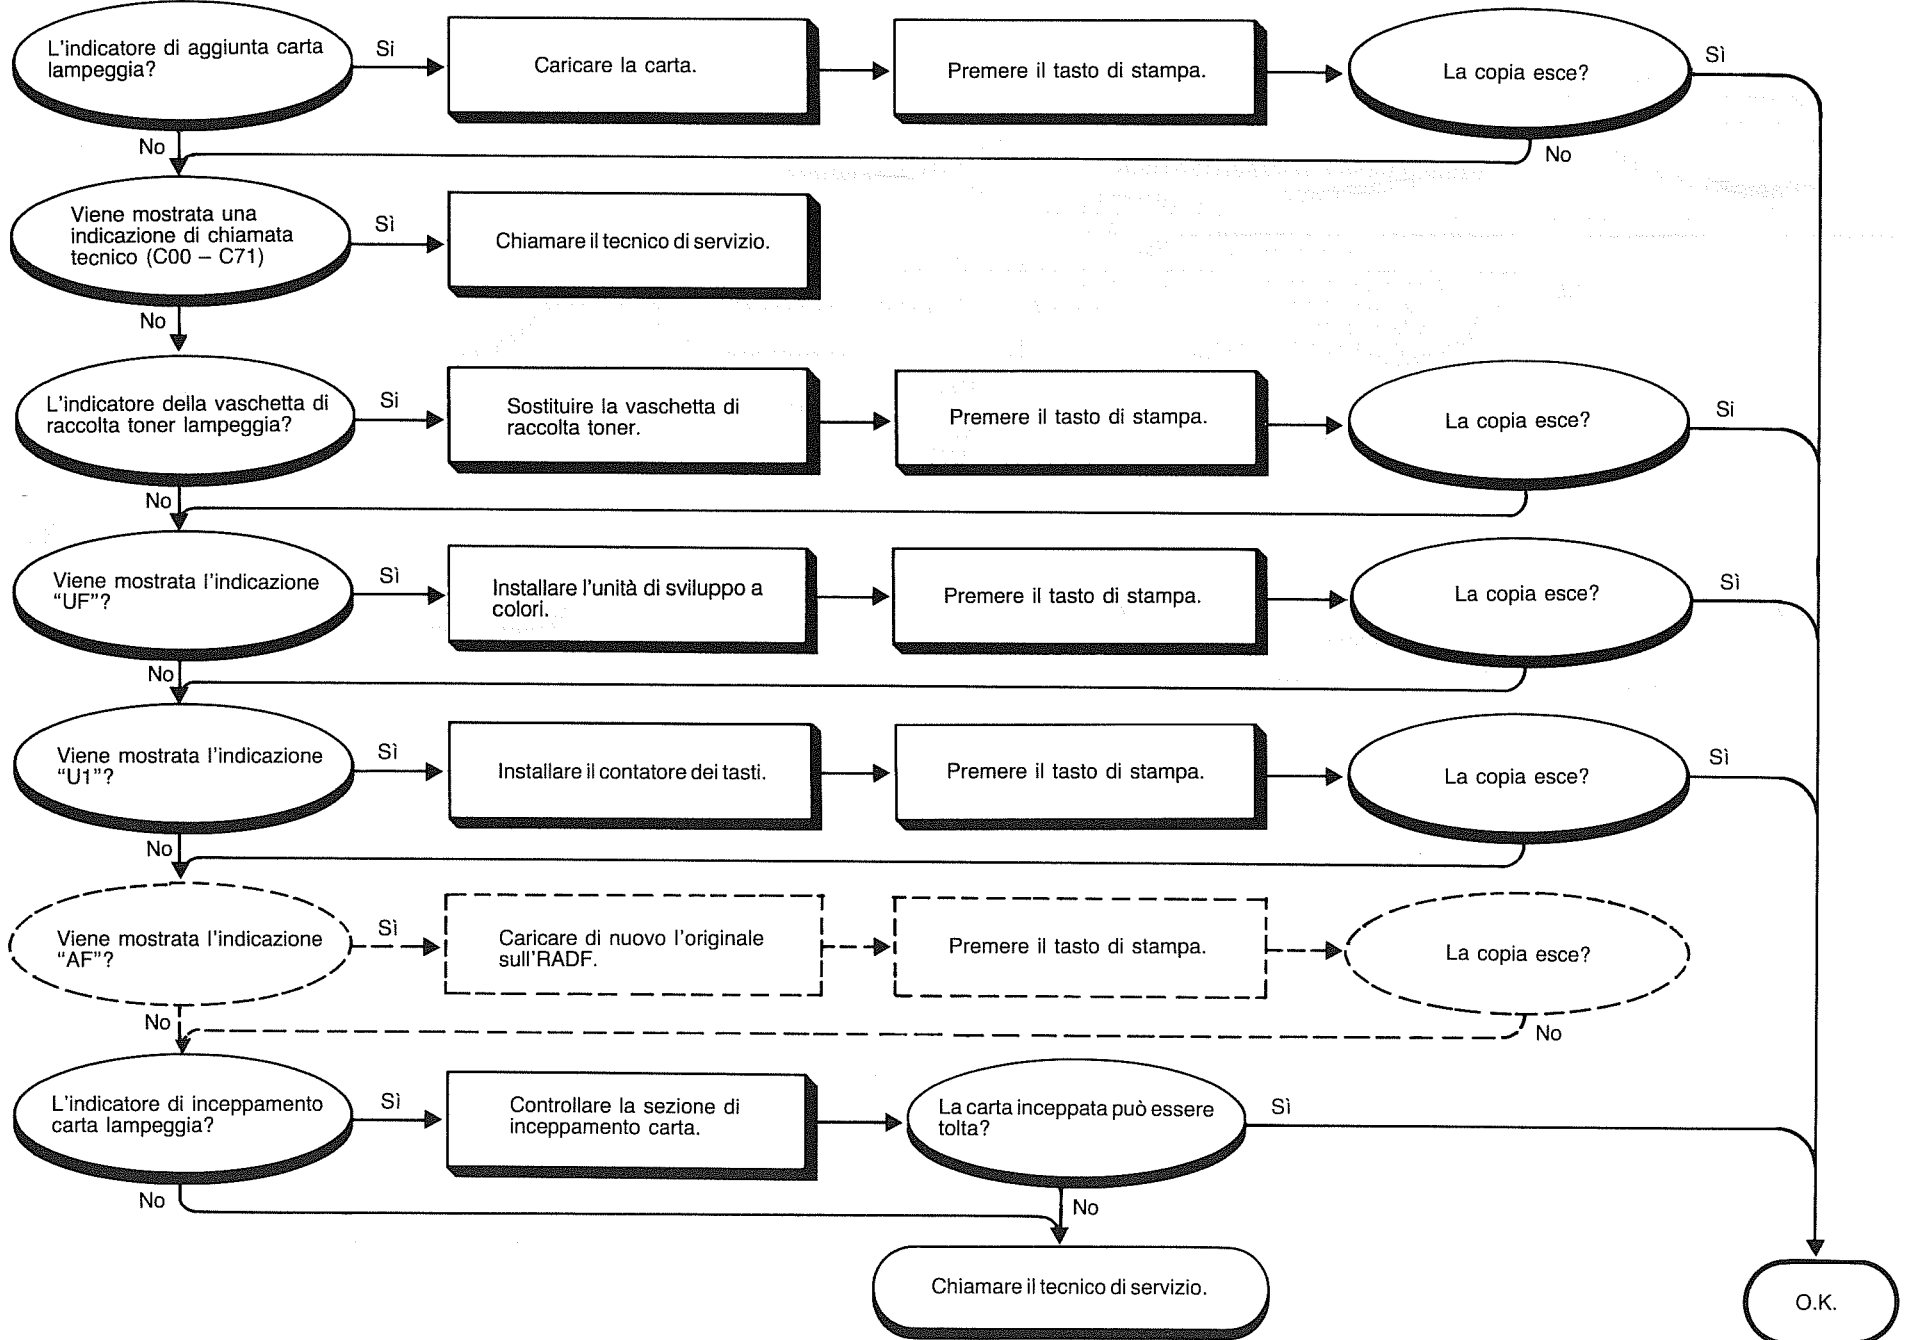 L'indicatore di aggiunta carta
lampeggia?
Si
Caricare la carta.
Premere il tasto di stampa.
La copia esce?
Sì
No
No
Viene mostrata una
indicazione di chiamata
tecnico (C00 – C71)
Sì
Chiamare il tecnico di servizio.
No
L'indicatore della vaschetta di
raccolta toner lampeggia?
Si
Sostituire la vaschetta di
raccolta toner.
Premere il tasto di stampa.
La copia esce?
Si
No
Viene mostrata l'indicazione
“UF”?
Sì
Installare l'unità di sviluppo a
colori.
Premere il tasto di stampa.
La copia esce?
Sì
No
Viene mostrata l'indicazione
“U1”?
Sì
Installare il contatore dei tasti.
Premere il tasto di stampa.
La copia esce?
Sì
No
Viene mostrata l'indicazione
“AF”?
Sì
Caricare di nuovo l'originale
sull'RADF.
Premere il tasto di stampa.
La copia esce?
No
No
L'indicatore di inceppamento
carta lampeggia?
Sì
Controllare la sezione di
inceppamento carta.
La carta inceppata può essere
tolta?
Sì
No
No
Chiamare il tecnico di servizio.
O.K.